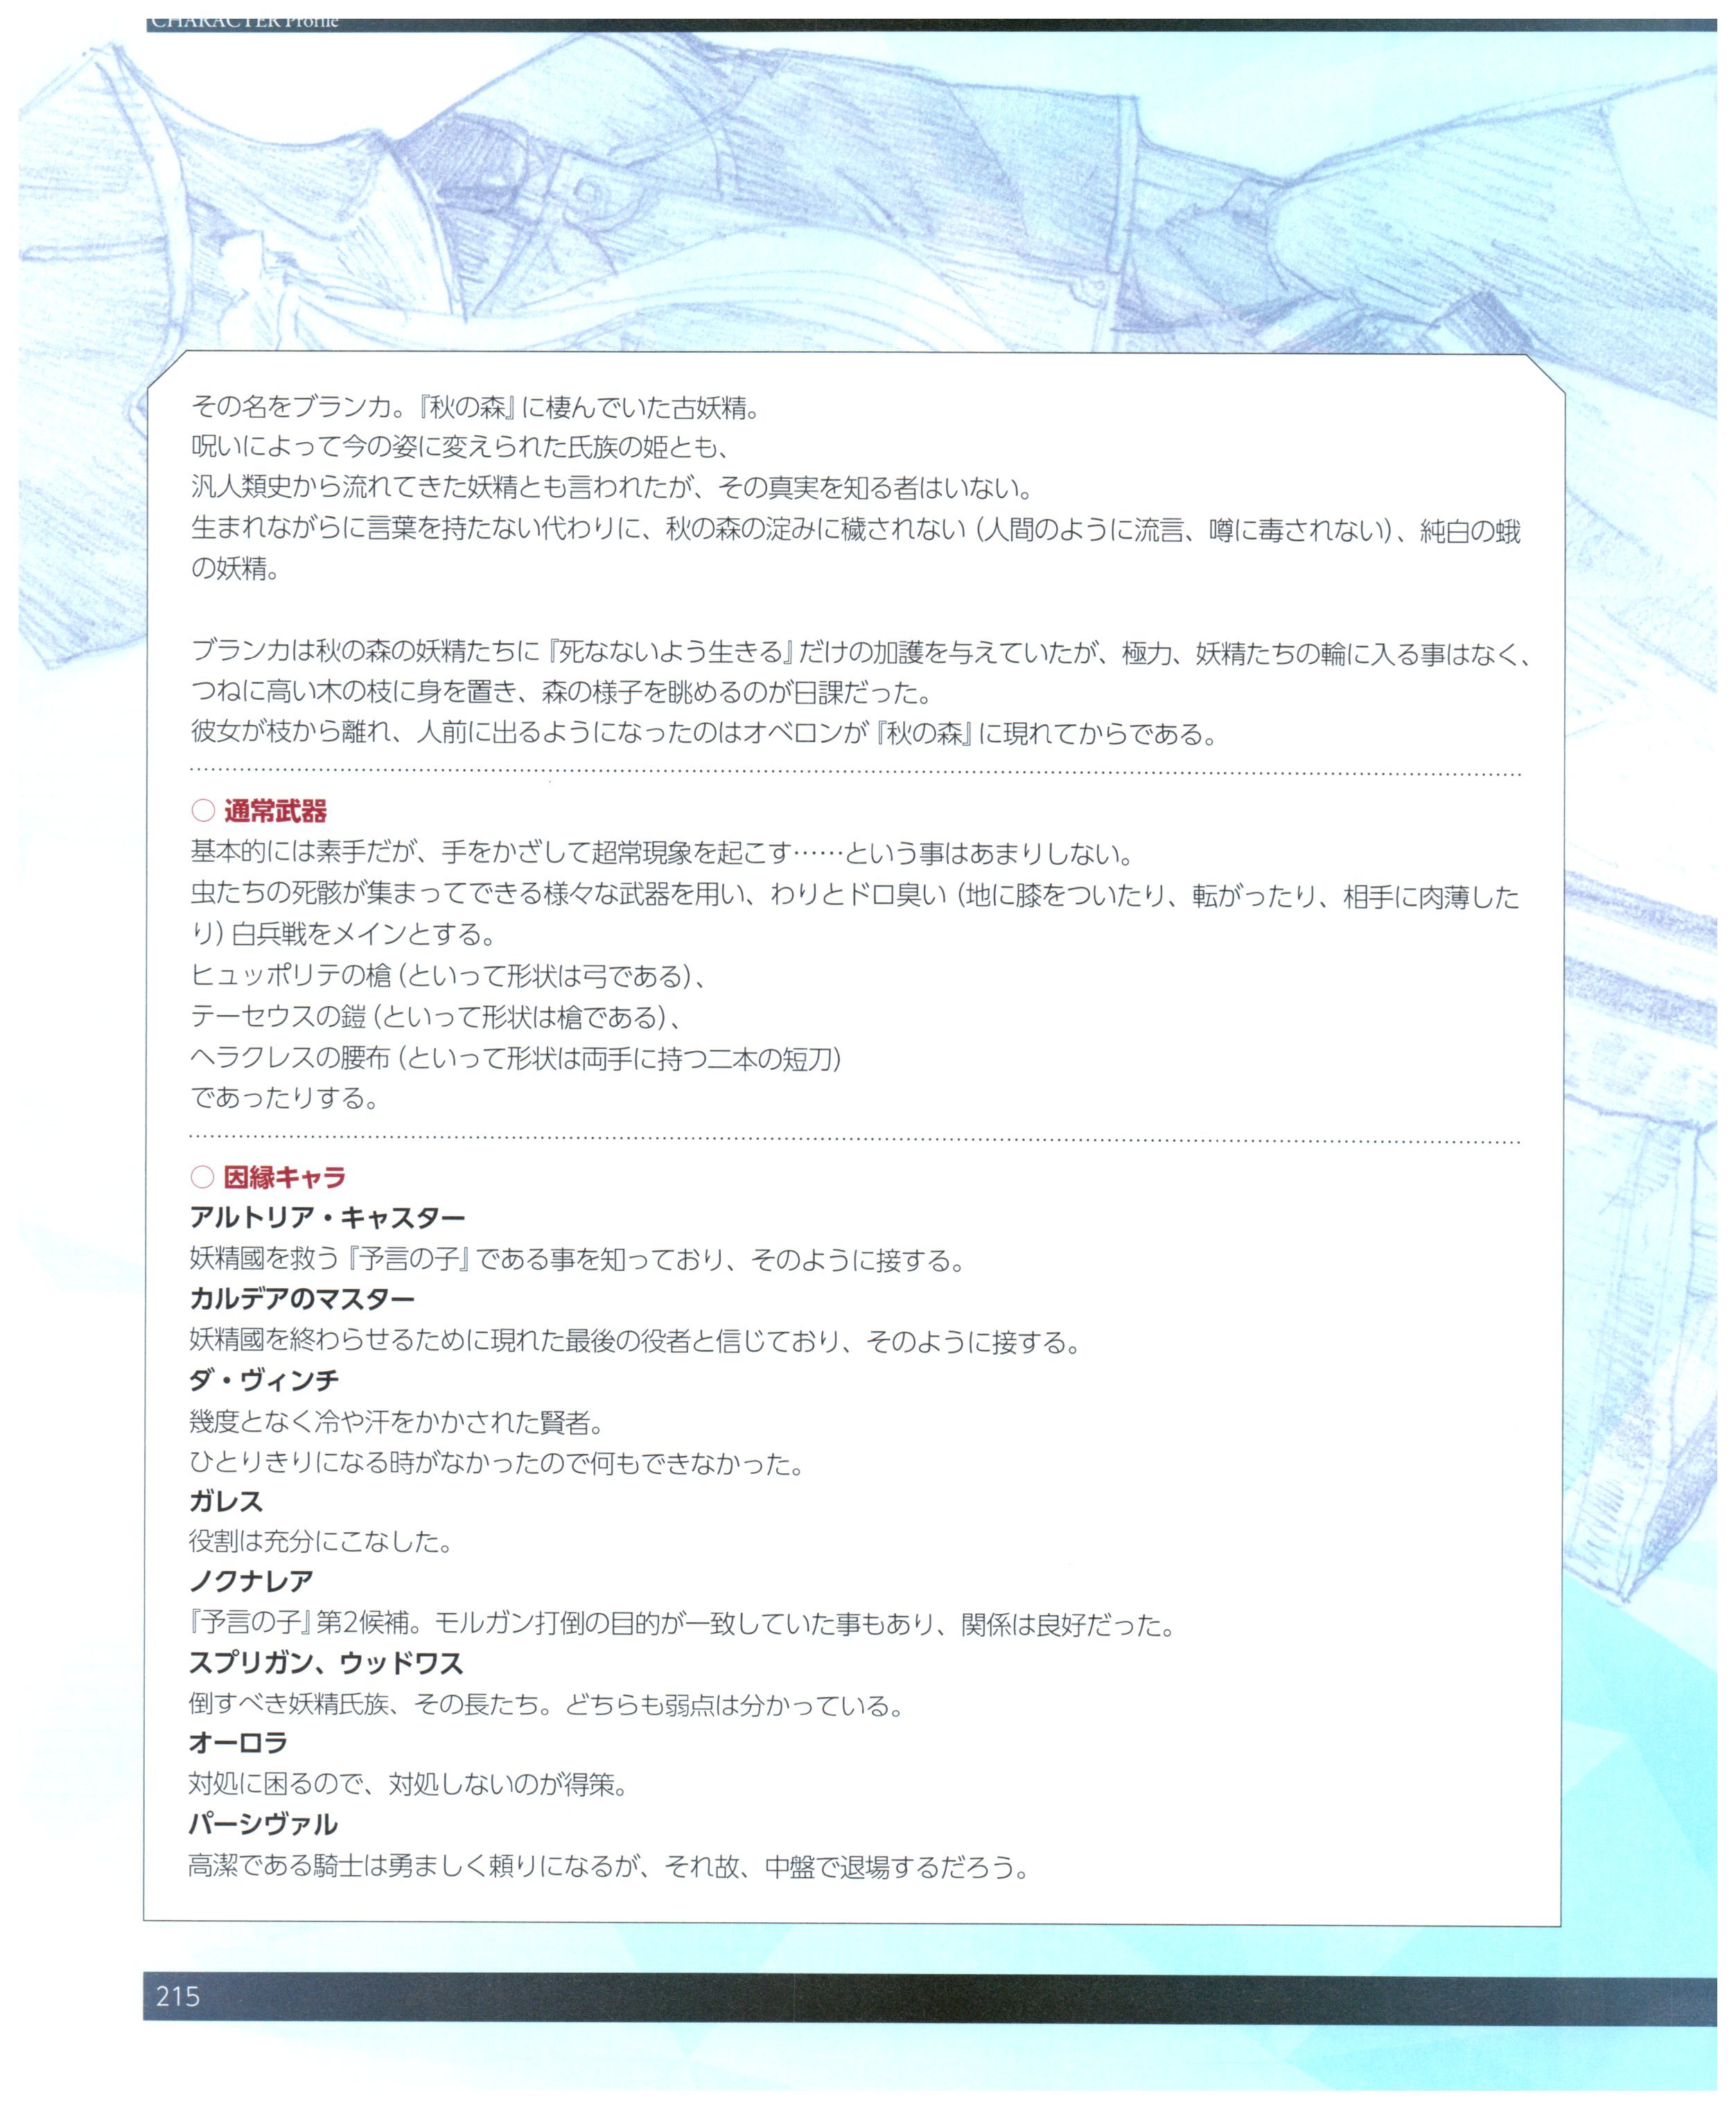 CHARACTER Profile
その名をブランカ。『秋の森』に棲んでいた古妖精。
呪いによって今の姿に変えられた氏族の姫とも、
汎人類史から流れてきた妖精とも言われたが、その真実を知る者はいない。
生まれながらに言葉を持たない代わりに、秋の森の淀みに穢されない（人間のように流言、噂に毒されない）、純白の蛾
の妖精。
ブランカは秋の森の妖精たちに『死なないよう生きる』だけの加護を与えていたが、極力、妖精たちの輪に入る事はなく、
つねに高い木の枝に身を置き、森の様子を眺めるのが日課だった。
彼女が枝から離れ、人前に出るようになったのはオベロンが『秋の森』に現れてからである。
○ 通常武器
基本的には素手だが、手をかざして超常現象を起こす……という事はあまりしない。
虫たちの死骸が集まってできる様々な武器を用い、わりとドロ臭い（地に膝をついたり、転がったり、相手に肉薄した
り）白兵戦をメインとする。
ヒュッポリテの槍（といって形状は弓である）、
テーセウスの鎧（といって形状は槍である）、
ヘラクレスの腰布（といって形状は両手に持つ二本の短刀）
であったりする。
○ 因縁キャラ
アルトリア・キャスター
妖精國を救う『予言の子』である事を知っており、そのように接する。
カルデアのマスター
妖精國を終わらせるために現れた最後の役者と信じており、そのように接する。
ダ・ヴィンチ
幾度となく冷や汗をかかされた賢者。
ひとりきりになる時がなかったので何もできなかった。
ガレス
役割は充分にこなした。
ノクナレア
『予言の子』第2候補。モルガン打倒の目的が一致していた事もあり、関係は良好だった。
スプリガン、ウッドワス
倒すべき妖精氏族、その長たち。どちらも弱点は分かっている。
オーロラ
対処に困るので、対処しないのが得策。
パーシヴァル
高潔である騎士は勇ましく頼りになるが、それ故、中盤で退場するだろう。
215